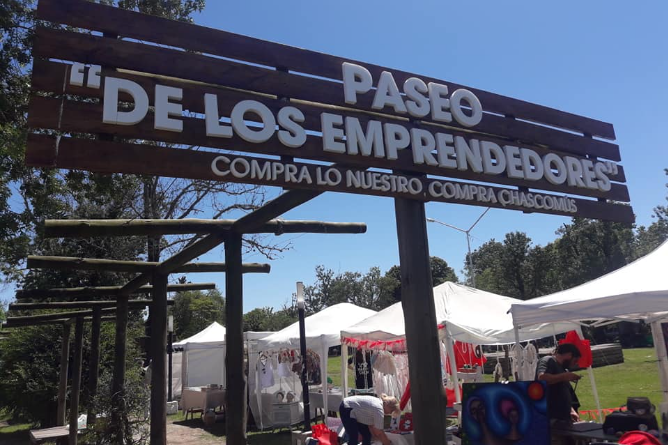 PASEO
"DE LOS EMPRENDEDORES"
COMPRA LO NUESTRO, COMPRA CHASCOMÚS